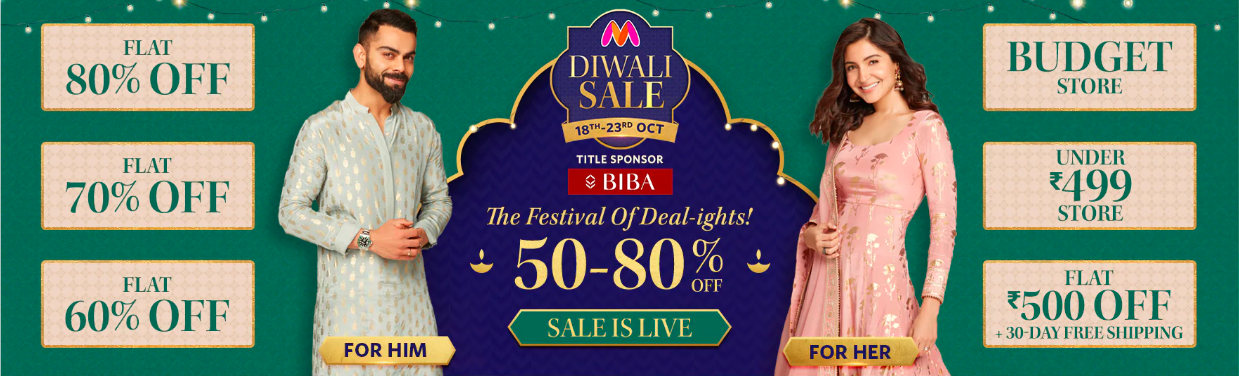 FLAT
80% OFF
FLAT
70% OFF
FLAT
60% OFF
FOR HIM
DIWALI
SALE
18TH-23RD OCT
TITLE SPONSOR
BIBA
The Festival Of Deal-ights!
50-80%
OFF
SALE IS LIVE
FOR HER
BUDGET
STORE
UNDER
₹499
STORE
FLAT
₹500 OFF
+ 30-DAY FREE SHIPPING